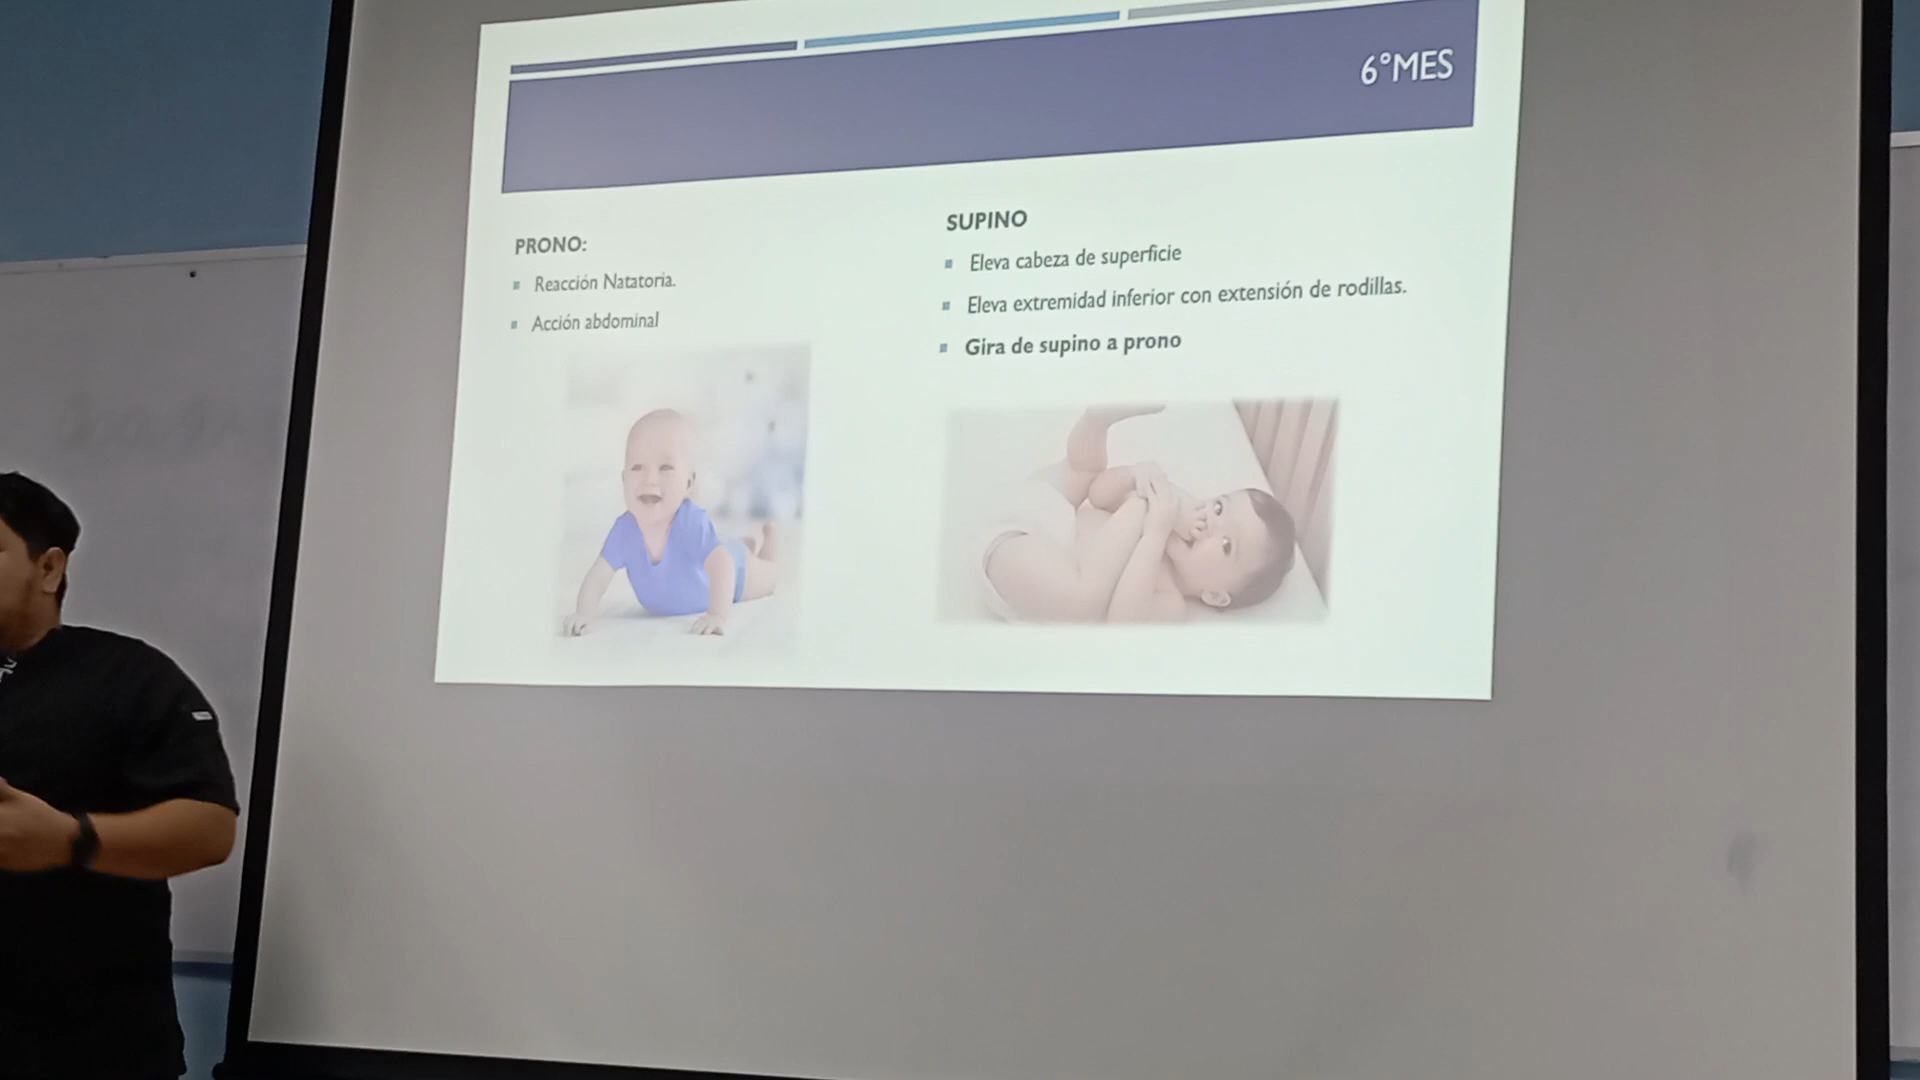 6°MES
PRONO:
Reacción Natatoria.
Acción abdominal
SUPINO
Eleva cabeza de superficie
Eleva extremidad inferior con extensión de rodillas.
Gira de supino a prono